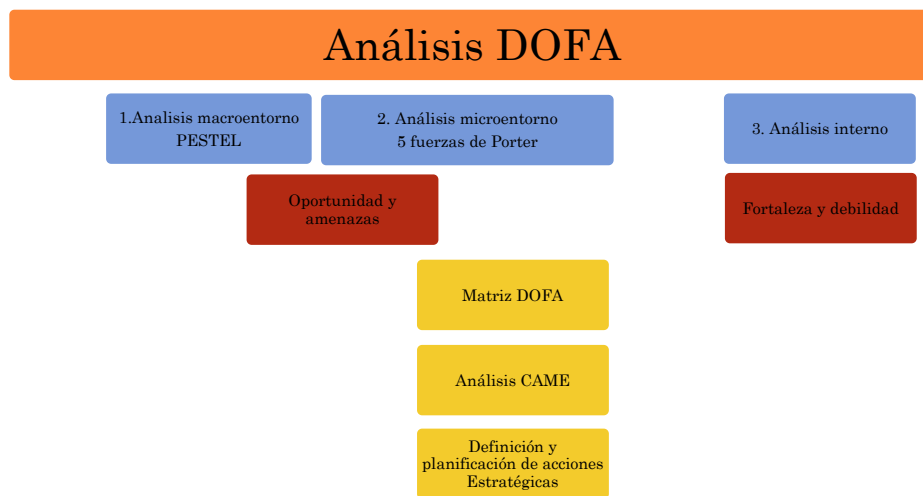 Análisis DOFA
1.Analisis macroentorno
PESTEL
2. Análisis microentorno
5 fuerzas de Porter
3. Análisis interno
Oportunidad y
amenazas
Fortaleza y debilidad
Matriz DOFA
Análisis CAME
Definición y
planificación de acciones
Estratégicas